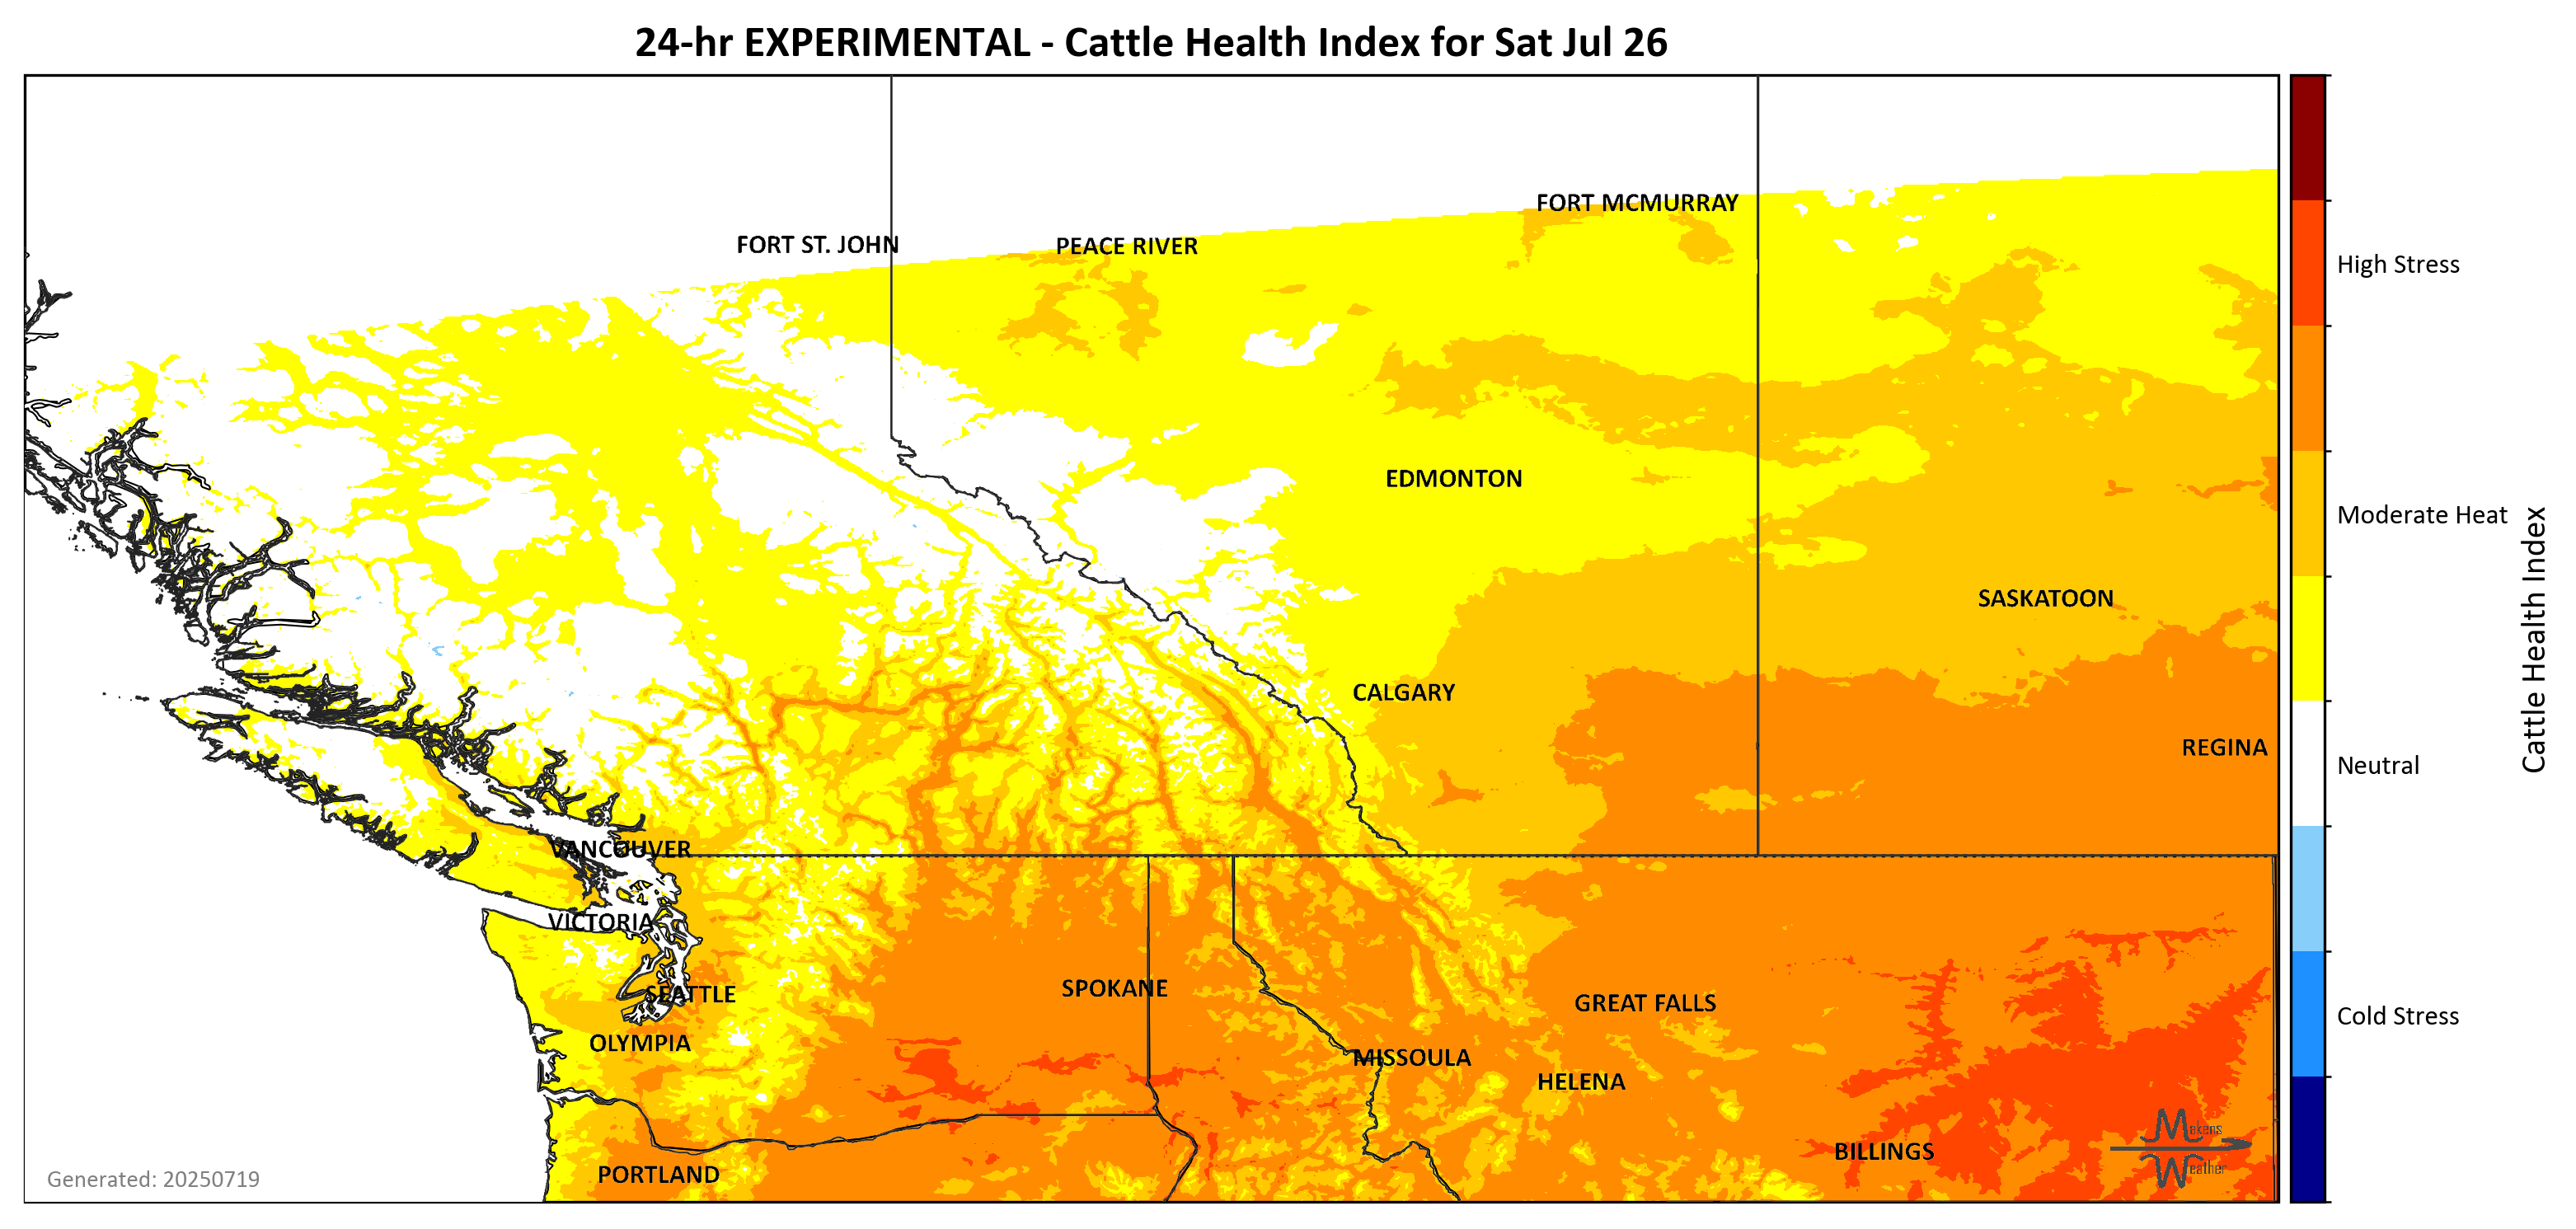 24-hr EXPERIMENTAL - Cattle Health Index for Sat Jul 26
FORT MCMURRAY
FORT ST. JOHN
PEACE RIVER
High Stress
EDMONTON
Moderate Heat
SASKATOON
CALGARY
REGINA
Cattle Health Index
Neutral
VANCOUVER
VICTORIA
SPOKANE
SEATTLE
GREAT FALLS
Cold Stress
OLYMPIA
MISSOULA
HELENA
Makens
Weather
BILLINGS
PORTLAND
Generated: 20250719